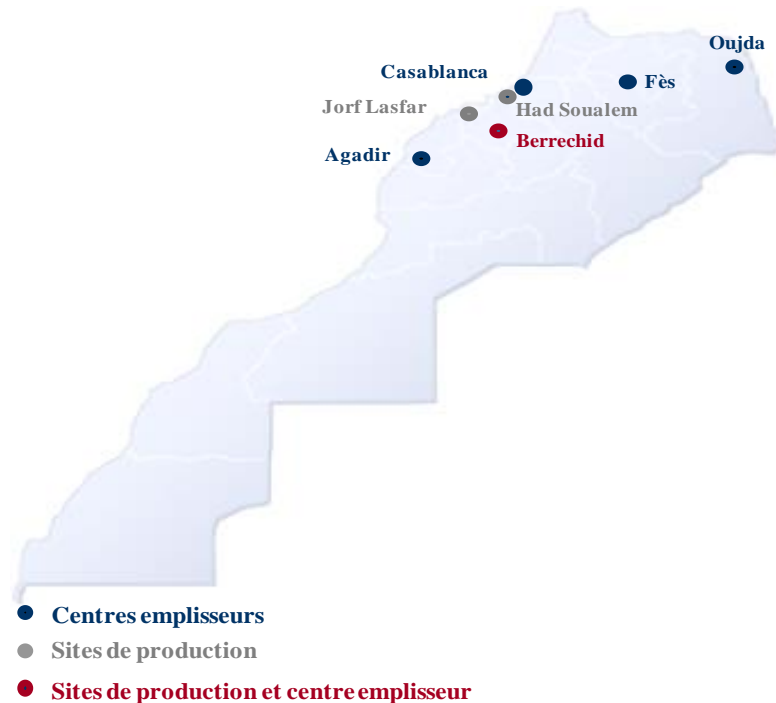 Oujda
Casablanca
Fès
Jorf Lasfar
Had Soualem
Berrechid
Agadir
Centres emplisseurs
Sites de production
Sites de production et centre emplisseur